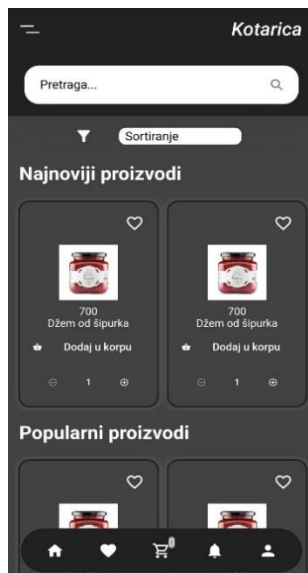 Kotarica
Pretraga...
Sortiranje
Najnoviji proizvodi
700
Džem od šipurka
Dodaj u korpu
1
700
Džem od šipurka
Dodaj u korpu
1
Popularni proizvodi
0